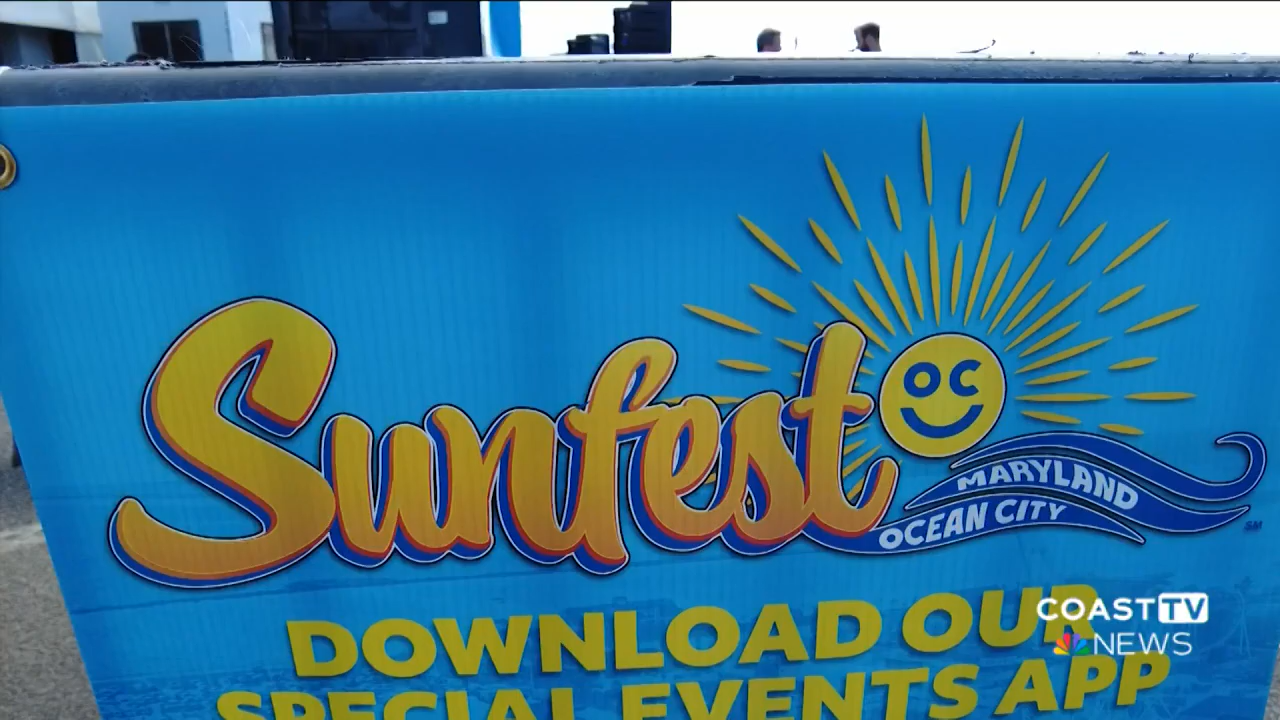 Sunfest
OC
MARYLAND
OCEAN CITY
SM
DOWNLOAD OUR
SPECIAL EVENTS APP
COAST TV
NEWS